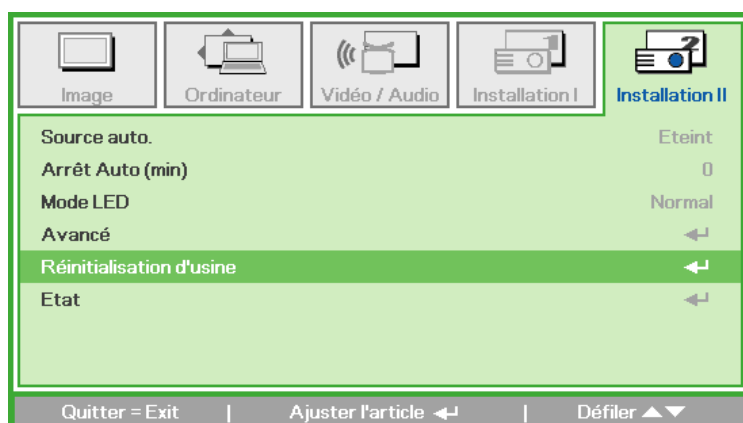 Image
Ordinateur
Vidéo / Audio
Installation I
Installation II
Source auto. Eteint
Arrêt Auto (min) 0
Mode LED Normal
Avancé
Réinitialisation d'usine
Etat
Quitter = Exit | Ajuster l'article | Défiler